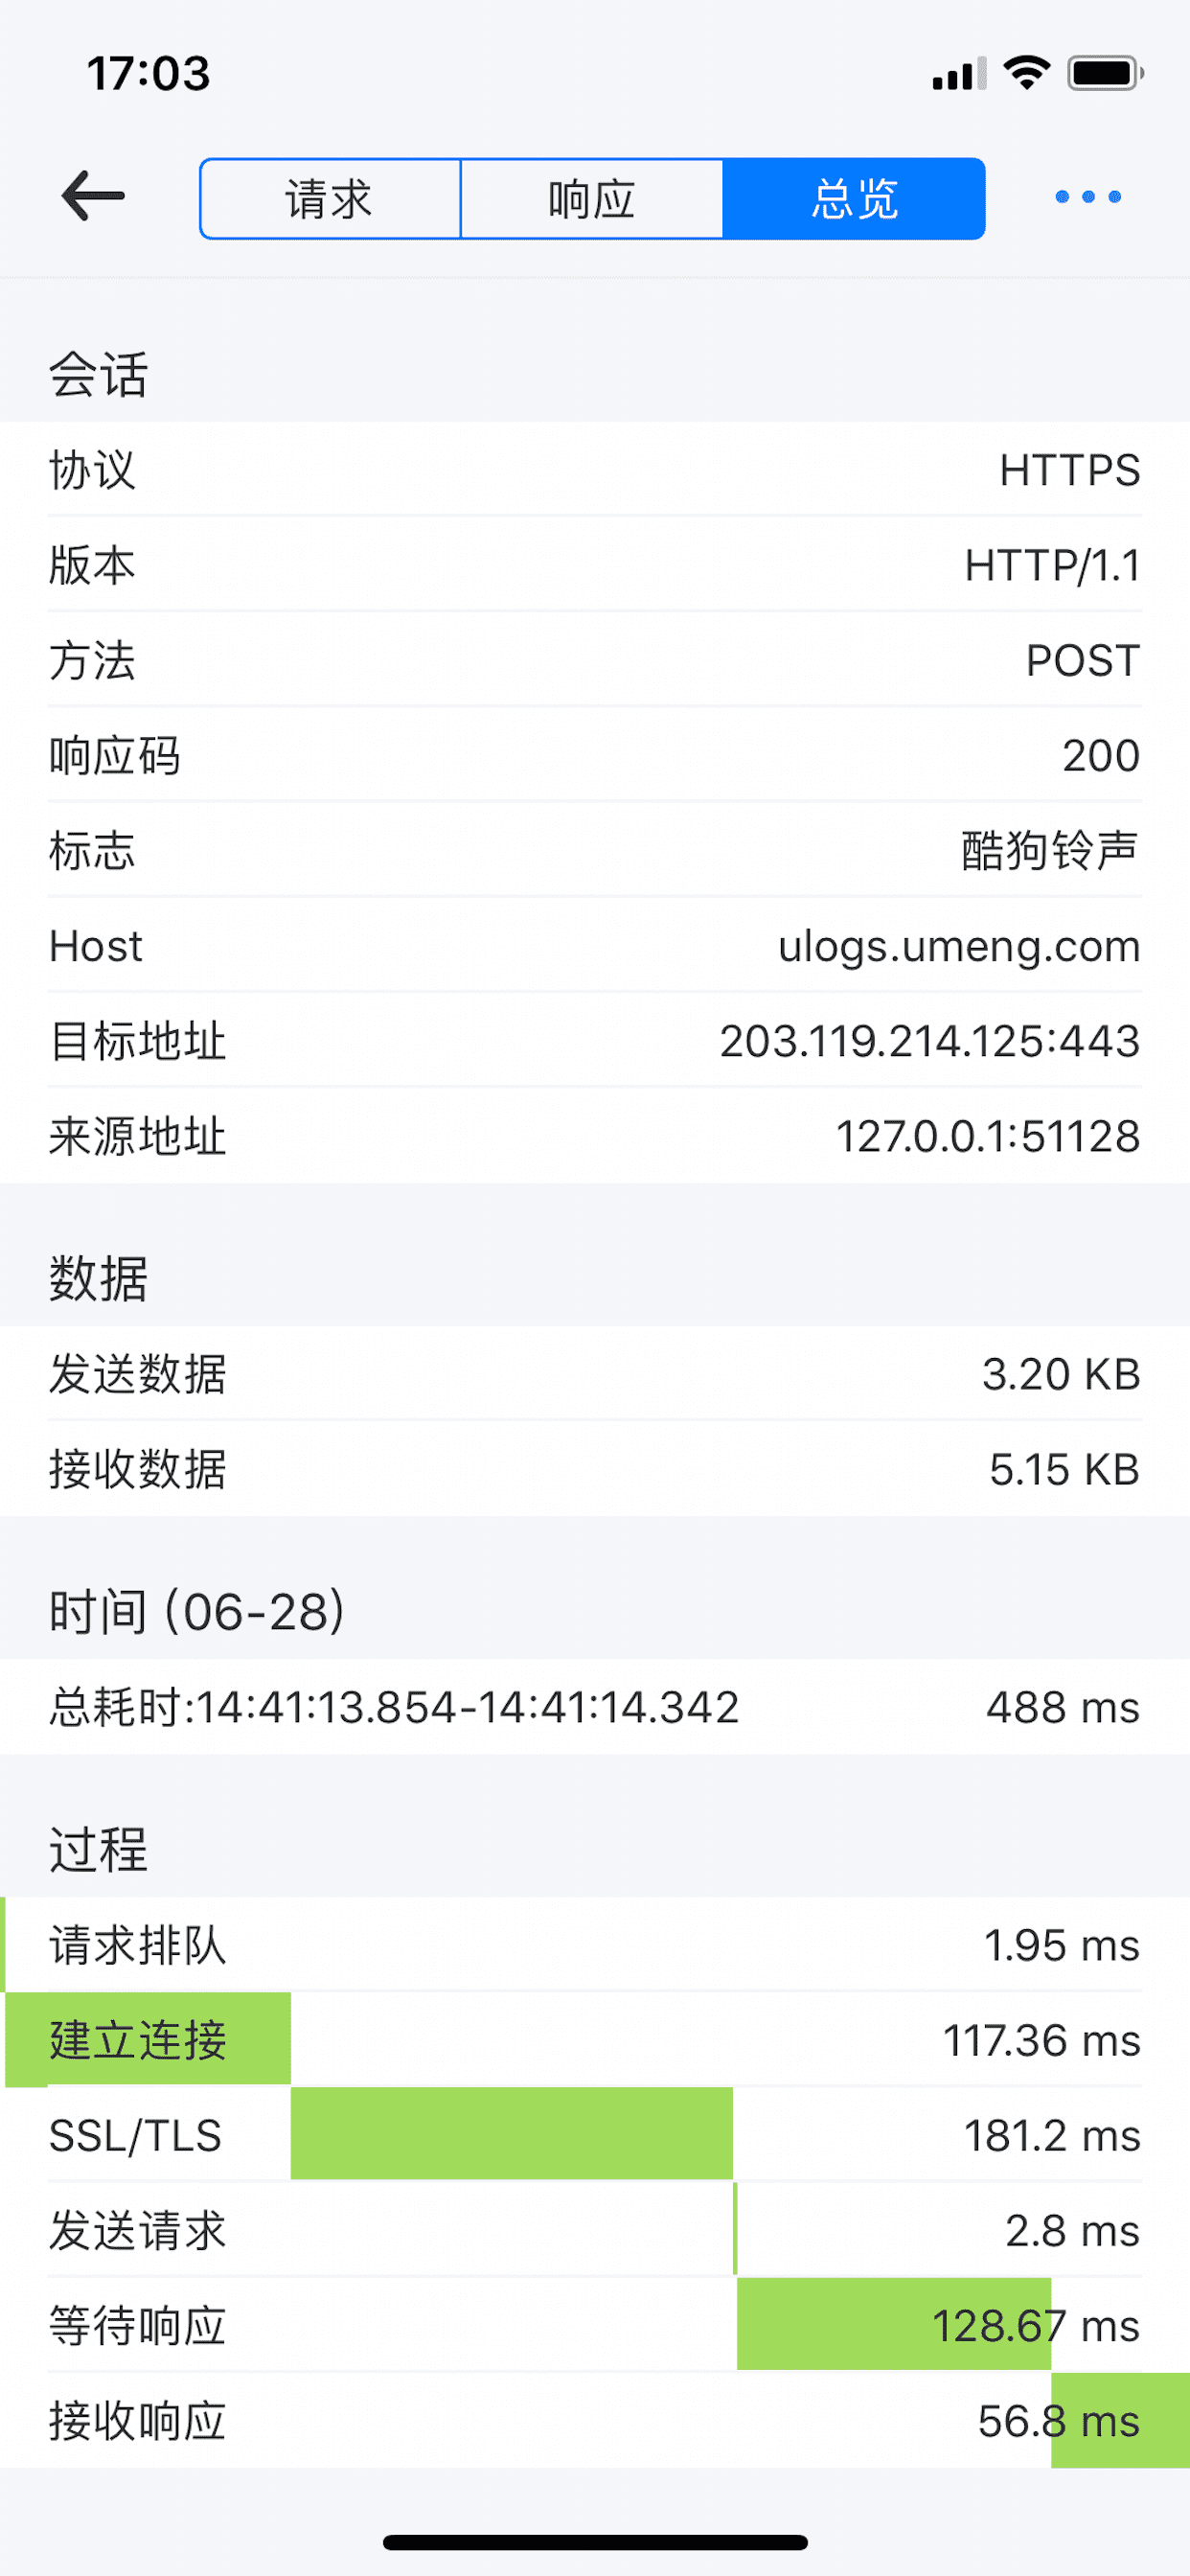 17:03
请求 响应 总览
会话
协议 HTTPS
版本 HTTP/1.1
方法 POST
响应码 200
标志 酷狗铃声
Host ulogs.umeng.com
目标地址 203.119.214.125:443
来源地址 127.0.0.1:51128
数据
发送数据 3.20 KB
接收数据 5.15 KB
时间 (06-28)
总耗时:14:41:13.854-14:41:14.342 488 ms
过程
请求排队 1.95 ms
建立连接 117.36 ms
SSL/TLS 181.2 ms
发送请求 2.8 ms
等待响应 128.67 ms
接收响应 56.8 ms